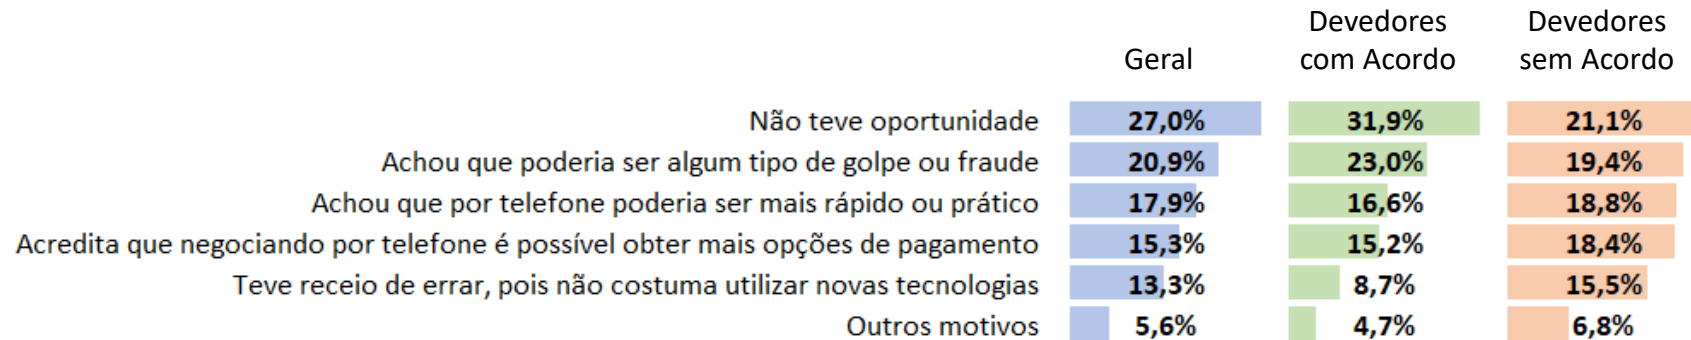 Geral
Devedores
com Acordo
Devedores
sem Acordo
Não teve oportunidade 27,0% 31,9% 21,1%
Achou que poderia ser algum tipo de golpe ou fraude 20,9% 23,0% 19,4%
Achou que por telefone poderia ser mais rápido ou prático 17,9% 16,6% 18,8%
Acredita que negociando por telefone é possível obter mais opções de pagamento 15,3% 15,2% 18,4%
Teve receio de errar, pois não costuma utilizar novas tecnologias 13,3% 8,7% 15,5%
Outros motivos 5,6% 4,7% 6,8%